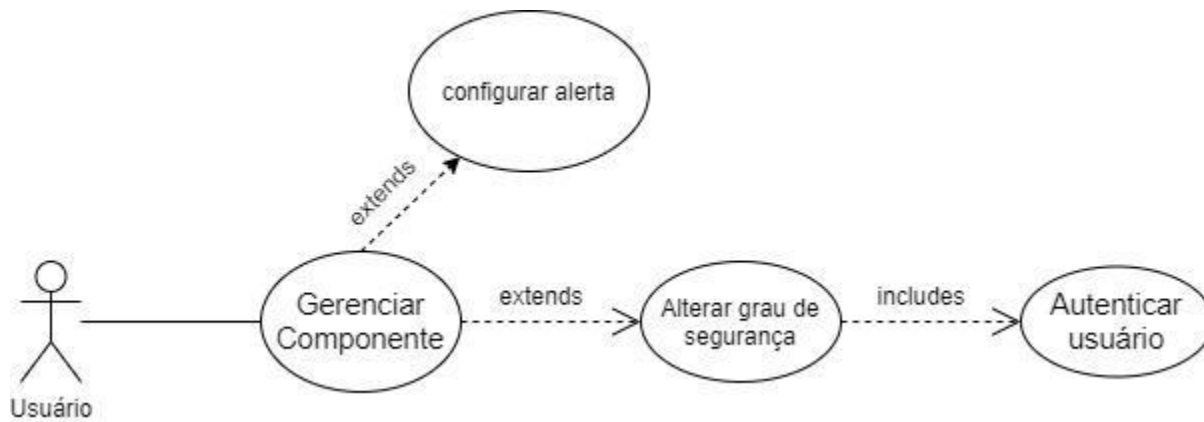 configurar alerta
extends
Gerenciar
Componente
extends
Alterar grau de
segurança
includes
Autenticar
usuário
Usuário